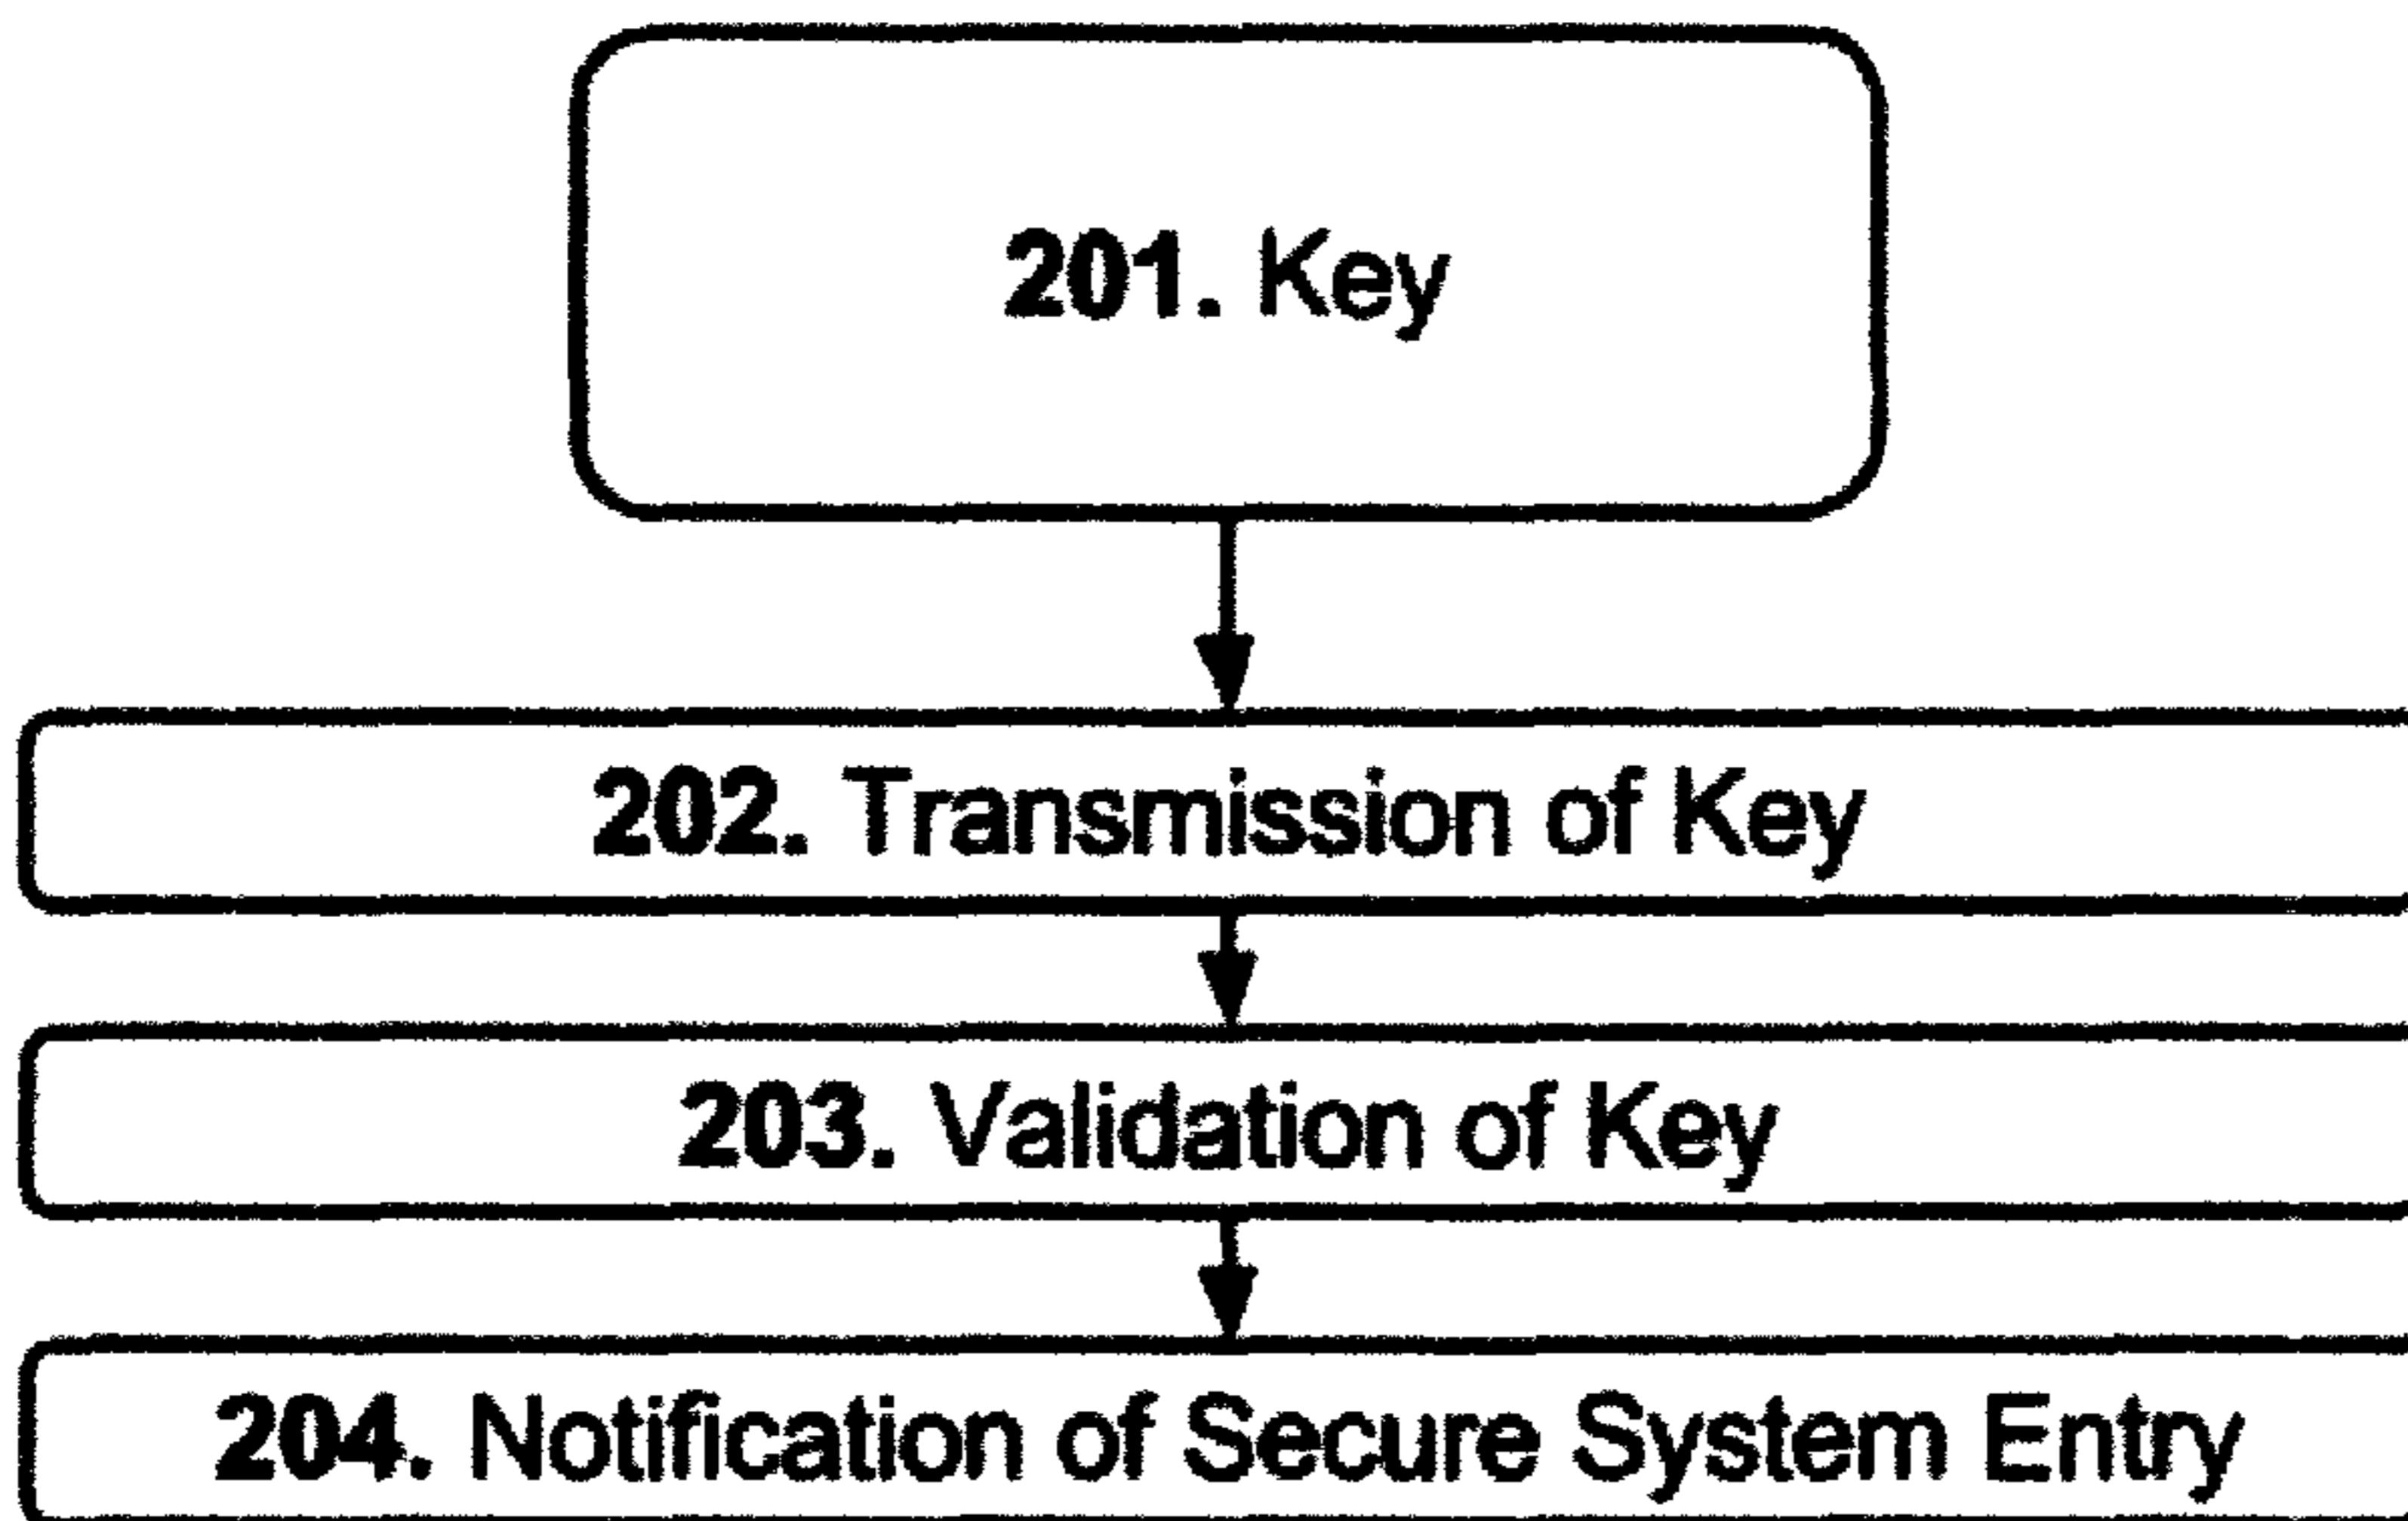 201. Key
202. Transmission of Key
203. Validation of Key
204. Notification of Secure System Entry